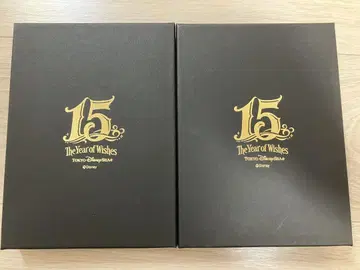 15
The Year of Wishes
TOKYO DISNEYSEA
©Disney
15
The Year of Wishes
TOKYO DISNEYSEA
©Disney